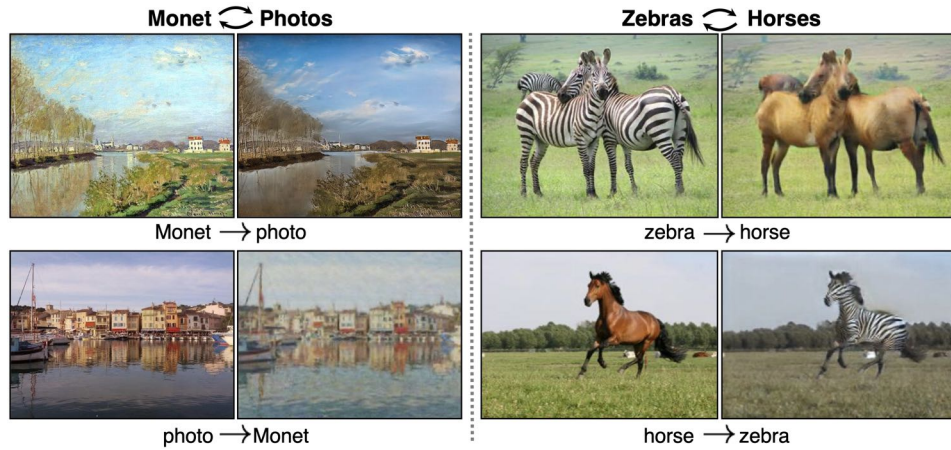 Monet Photos
Monet → photo
photo → Monet
Zebras Horses
zebra → horse
horse → zebra